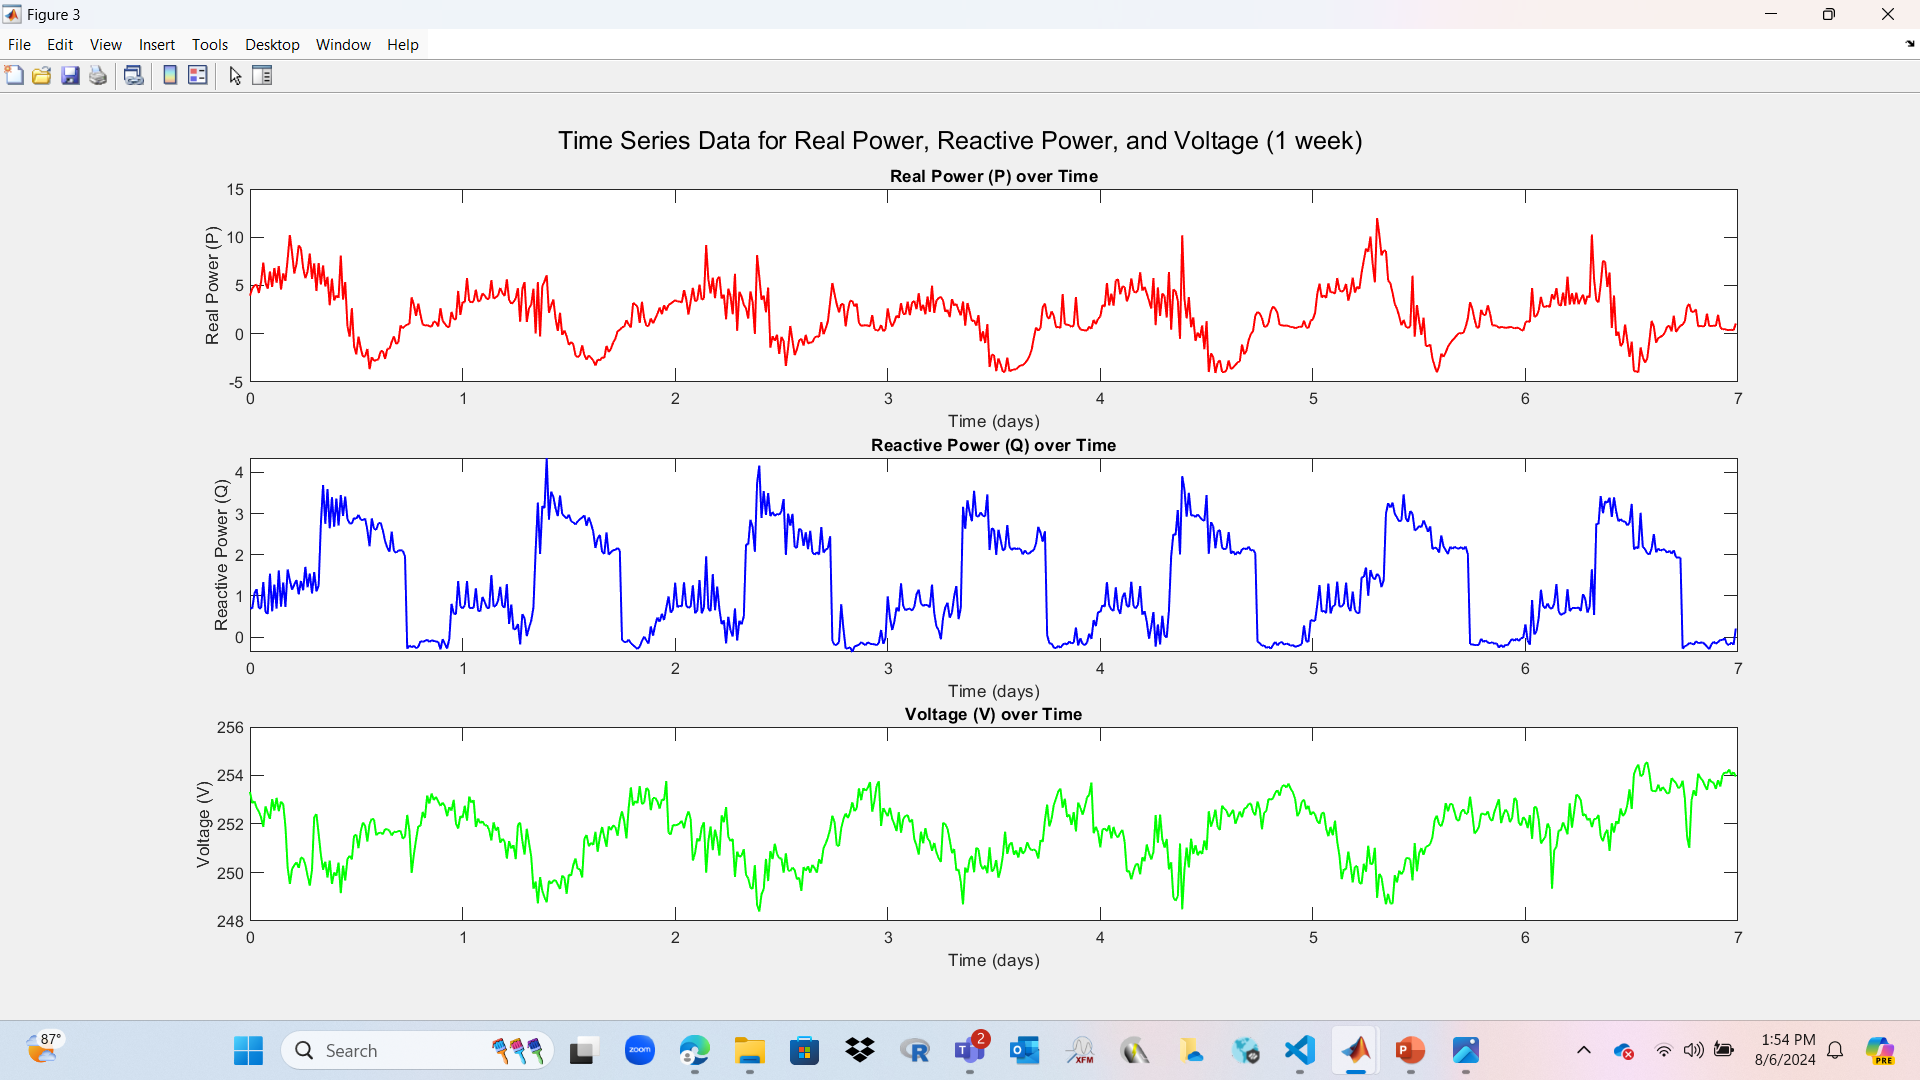 Figure 3
File Edit View Insert Tools Desktop Window Help
Time Series Data for Real Power, Reactive Power, and Voltage (1 week)
Real Power (P) over Time
Real Power (P)
15
10
5
0
-5
0 1 2 3 4 5 6 7
Time (days)
Reactive Power (Q) over Time
Reactive Power (Q)
4
3
2
1
0
0 1 2 3 4 5 6 7
Time (days)
Voltage (V) over Time
Voltage (V)
256
254
252
250
248
0 1 2 3 4 5 6 7
Time (days)
87°
Search
zoom
R
T
2
O
XFM
P
1:54 PM
8/6/2024
PRE